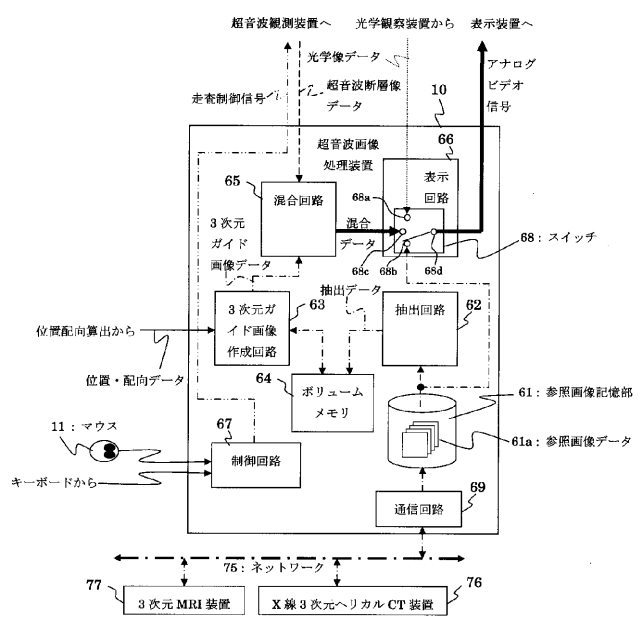 超音波観測装置へ
光学観察装置から
表示装置へ
光学像データ
アナログ
ビデオ
信号
走査制御信号
超音波断層像
データ
10
超音波画像
処理装置
66
表示
回路
65
混合回路
68a
混合
データ
68c
68b
68d
68：スイッチ
3次元
ガイド
画像データ
抽出データ
63
3次元ガ
イド画像
作成回路
62
抽出回路
位置配向算出から
位置・配向データ
64
ボリューム
メモリ
61：参照画像記憶部
61a：参照画像データ
11：マウス
67
制御回路
キーボードから
69
通信回路
75：ネットワーク
77
3次元MRI装置
76
X線3次元ヘリカルCT装置